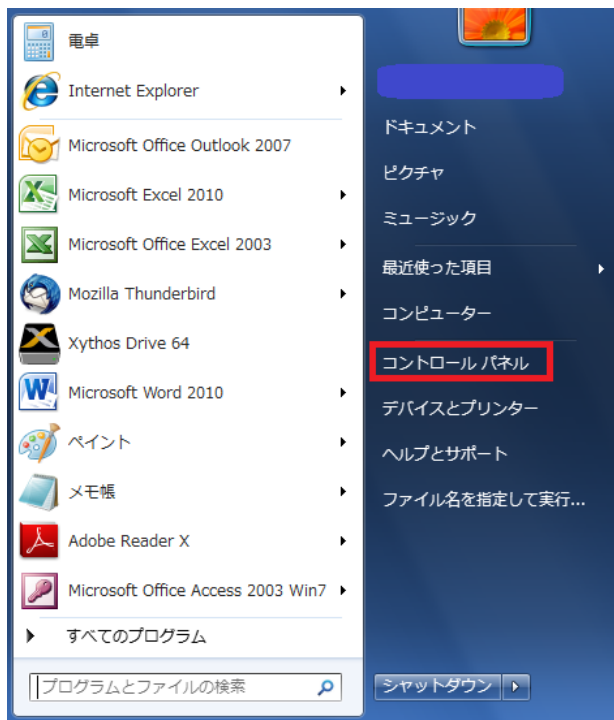 電卓
Internet Explorer
Microsoft Office Outlook 2007
Microsoft Excel 2010
Microsoft Office Excel 2003
Mozilla Thunderbird
Xythos Drive 64
Microsoft Word 2010
ペイント
メモ帳
Adobe Reader X
Microsoft Office Access 2003 Win7
すべてのプログラム
プログラムとファイルの検索
ドキュメント
ピクチャ
ミュージック
最近使った項目
コンピューター
コントロール パネル
デバイスとプリンター
ヘルプとサポート
ファイル名を指定して実行...
シャットダウン